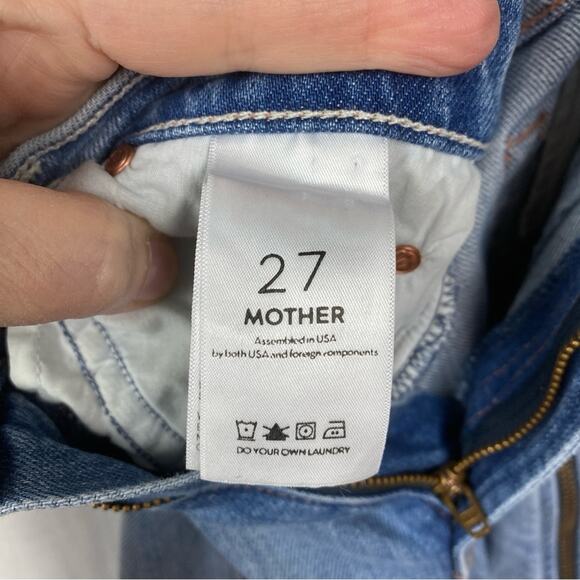 27
MOTHER
Assembled in USA
by both USA and foreign components
DO YOUR OWN LAUNDRY